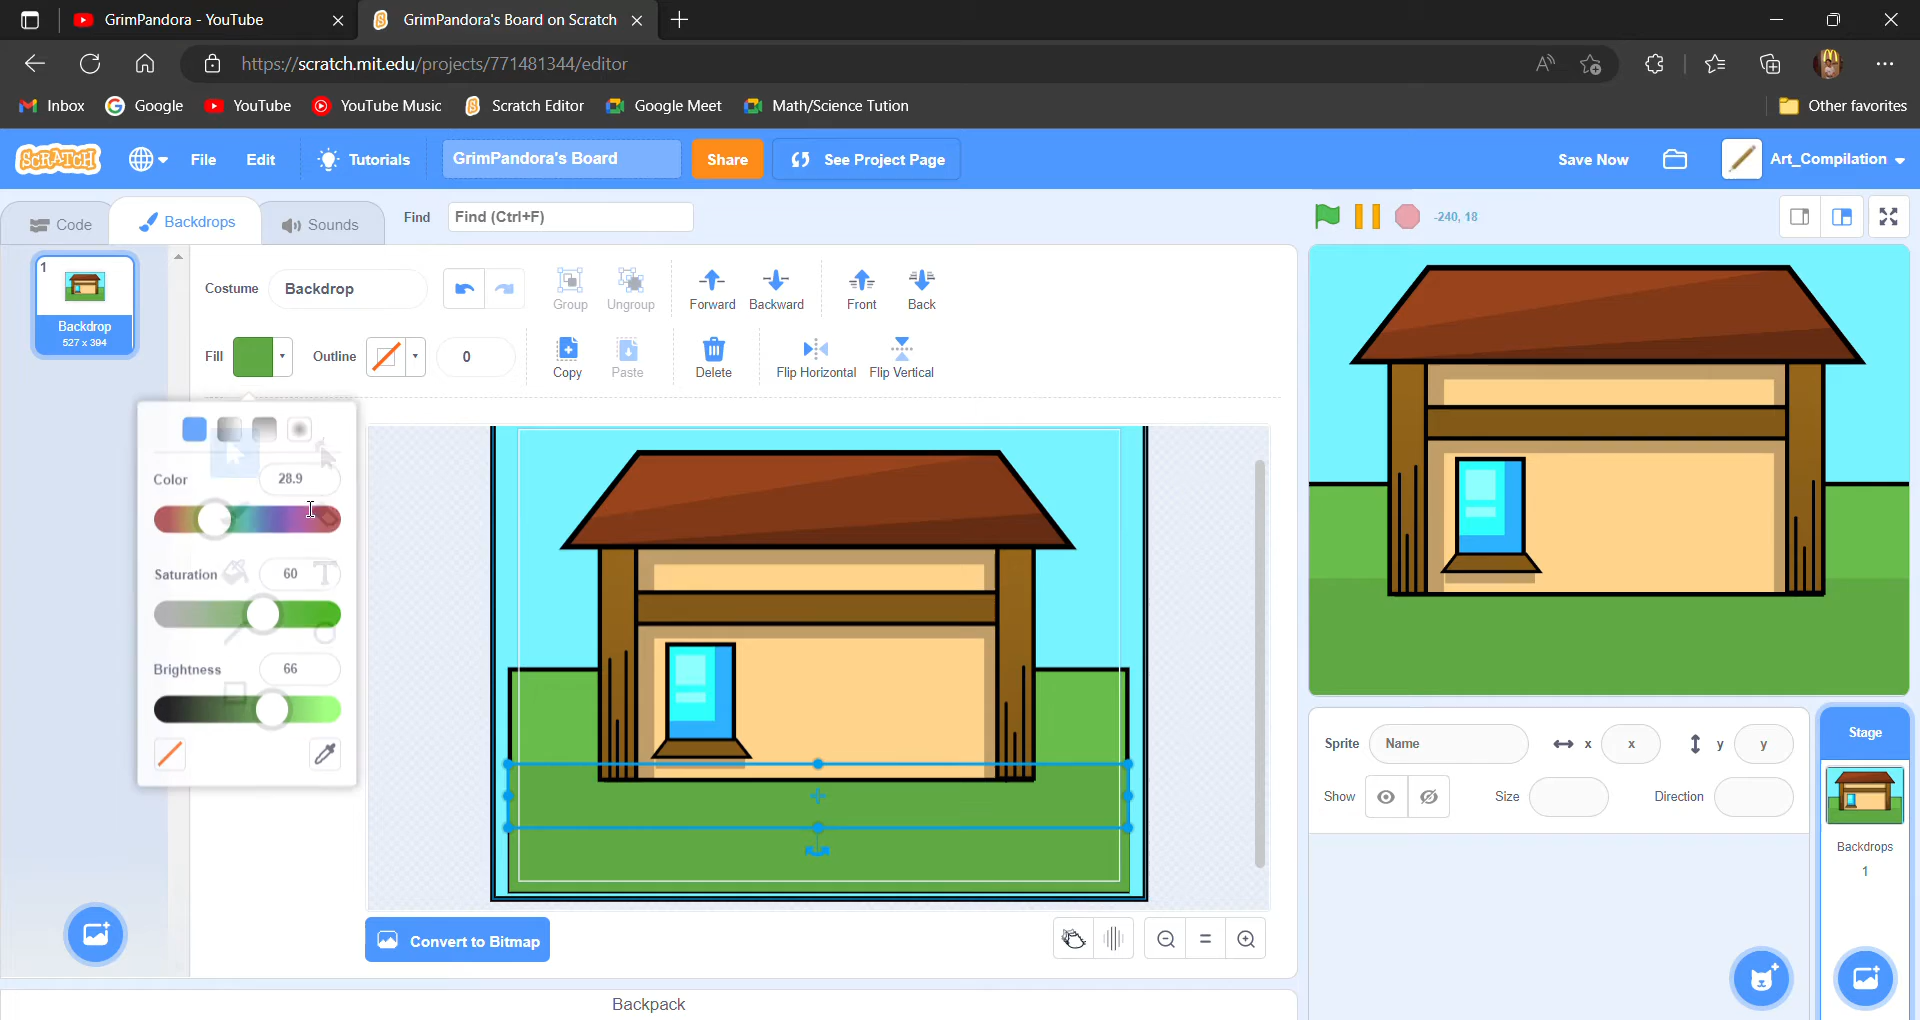 GrimPandora - YouTube
GrimPandora's Board on Scratch
https://scratch.mit.edu/projects/771481344/editor
Inbox
Google
YouTube
YouTube Music
Scratch Editor
Google Meet
Math/Science Tution
Other favorites
SCRATCH
File
Edit
Tutorials
GrimPandora's Board
Share
See Project Page
Save Now
Art_Compilation
Code
Backdrops
Sounds
Find
Find (Ctrl+F)
-240, 18
1
Backdrop
527 x 394
Costume
Backdrop
Group
Ungroup
Forward
Backward
Front
Back
Fill
Outline
0
Copy
Paste
Delete
Flip Horizontal
Flip Vertical
Color
28.9
Saturation
60
Brightness
66
Convert to Bitmap
Backpack
Sprite
Name
x
x
y
y
Show
Size
Direction
Stage
Backdrops
1